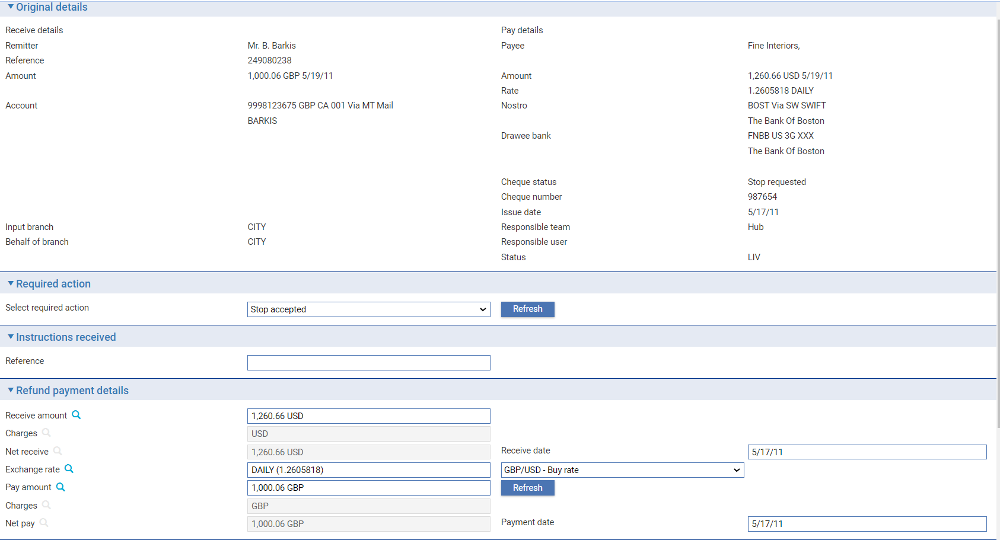 Original details
Receive details Pay details
Remitter Mr. B. Barkis Payee Fine Interiors,
Reference 249080238
Amount 1,000.06 GBP 5/19/11 Amount 1,260.66 USD 5/19/11
Rate 1.2605818 DAILY
Account 9998123675 GBP CA 001 Via MT Mail Nostro BOST Via SW SWIFT
BARKIS The Bank Of Boston
Drawee bank FNBB US 3G XXX
The Bank Of Boston
Cheque status Stop requested
Cheque number 987654
Issue date 5/17/11
Input branch CITY Responsible team Hub
Behalf of branch CITY Responsible user
Status LIV
Required action
Select required action Stop accepted Refresh
Instructions received
Reference
Refund payment details
Receive amount 1,260.66 USD
Charges USD
Net receive 1,260.66 USD Receive date 5/17/11
Exchange rate DAILY (1.2605818) GBP/USD - Buy rate
Pay amount 1,000.06 GBP Refresh
Charges GBP
Net pay 1,000.06 GBP Payment date 5/17/11